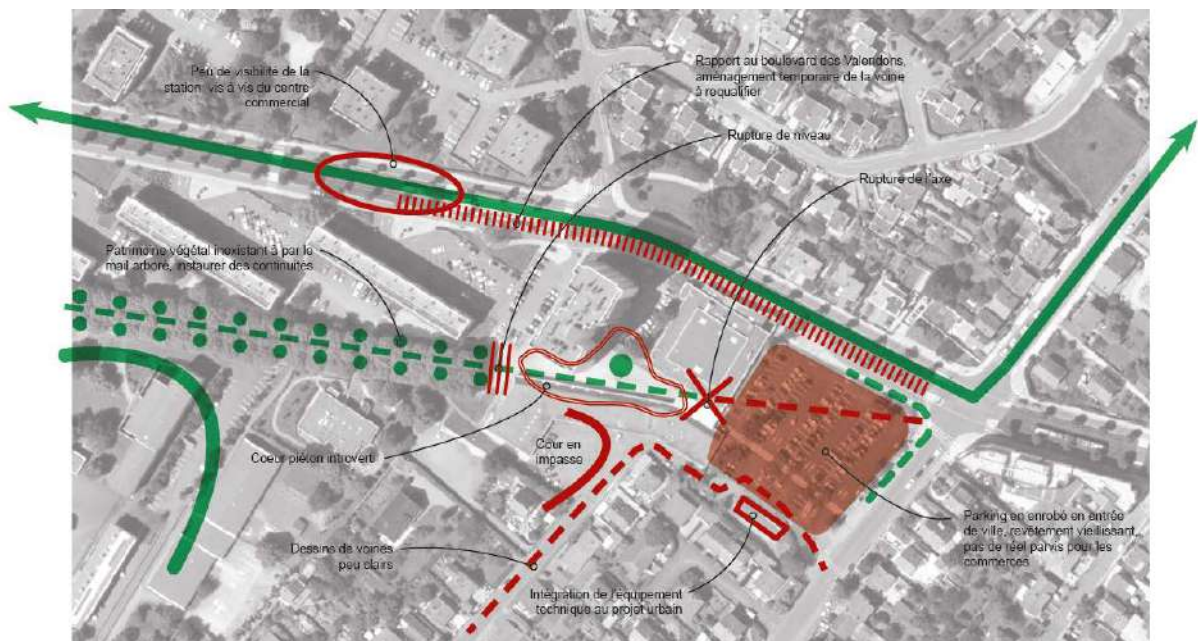 Peu de visibilité de la
station vis à vis du centre
commercial
Rapport au boulevard des Valendons,
aménagement temporaire de la voirie
à requalifier
Rupture de niveau
Rupture de l'axe
Patrimoine végétal inexistant à par le
mail arboré, instaurer des continuités
Coeur piéton introverti
Cour en
impasse
Dessins de voiries
peu clairs
Intégration de l'équipement
technique au projet urbain
Parking en enrobé en entrée
de ville, revêtement vieillissant,
pas de réel parvis pour les
commerces